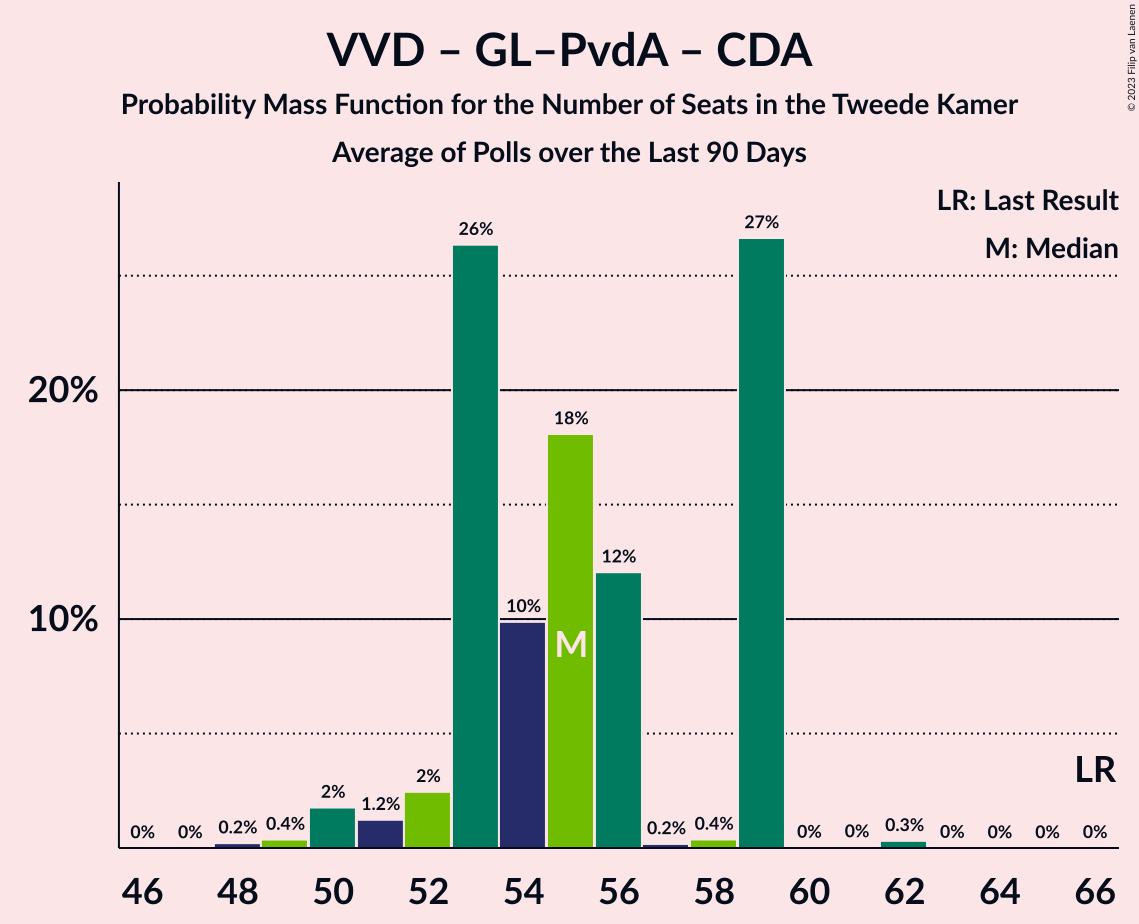 VVD – GL–PvdA – CDA
Probability Mass Function for the Number of Seats in the Tweede Kamer
Average of Polls over the Last 90 Days
© 2023 Filip van Laenen
LR: Last Result
M: Median
20%
10%
0%
0%
0.2%
0.4%
2%
1.2%
2%
26%
10%
18%
12%
0.2%
0.4%
27%
0%
0%
0.3%
0%
0%
0%
0%
M
LR
46 48 50 52 54 56 58 60 62 64 66